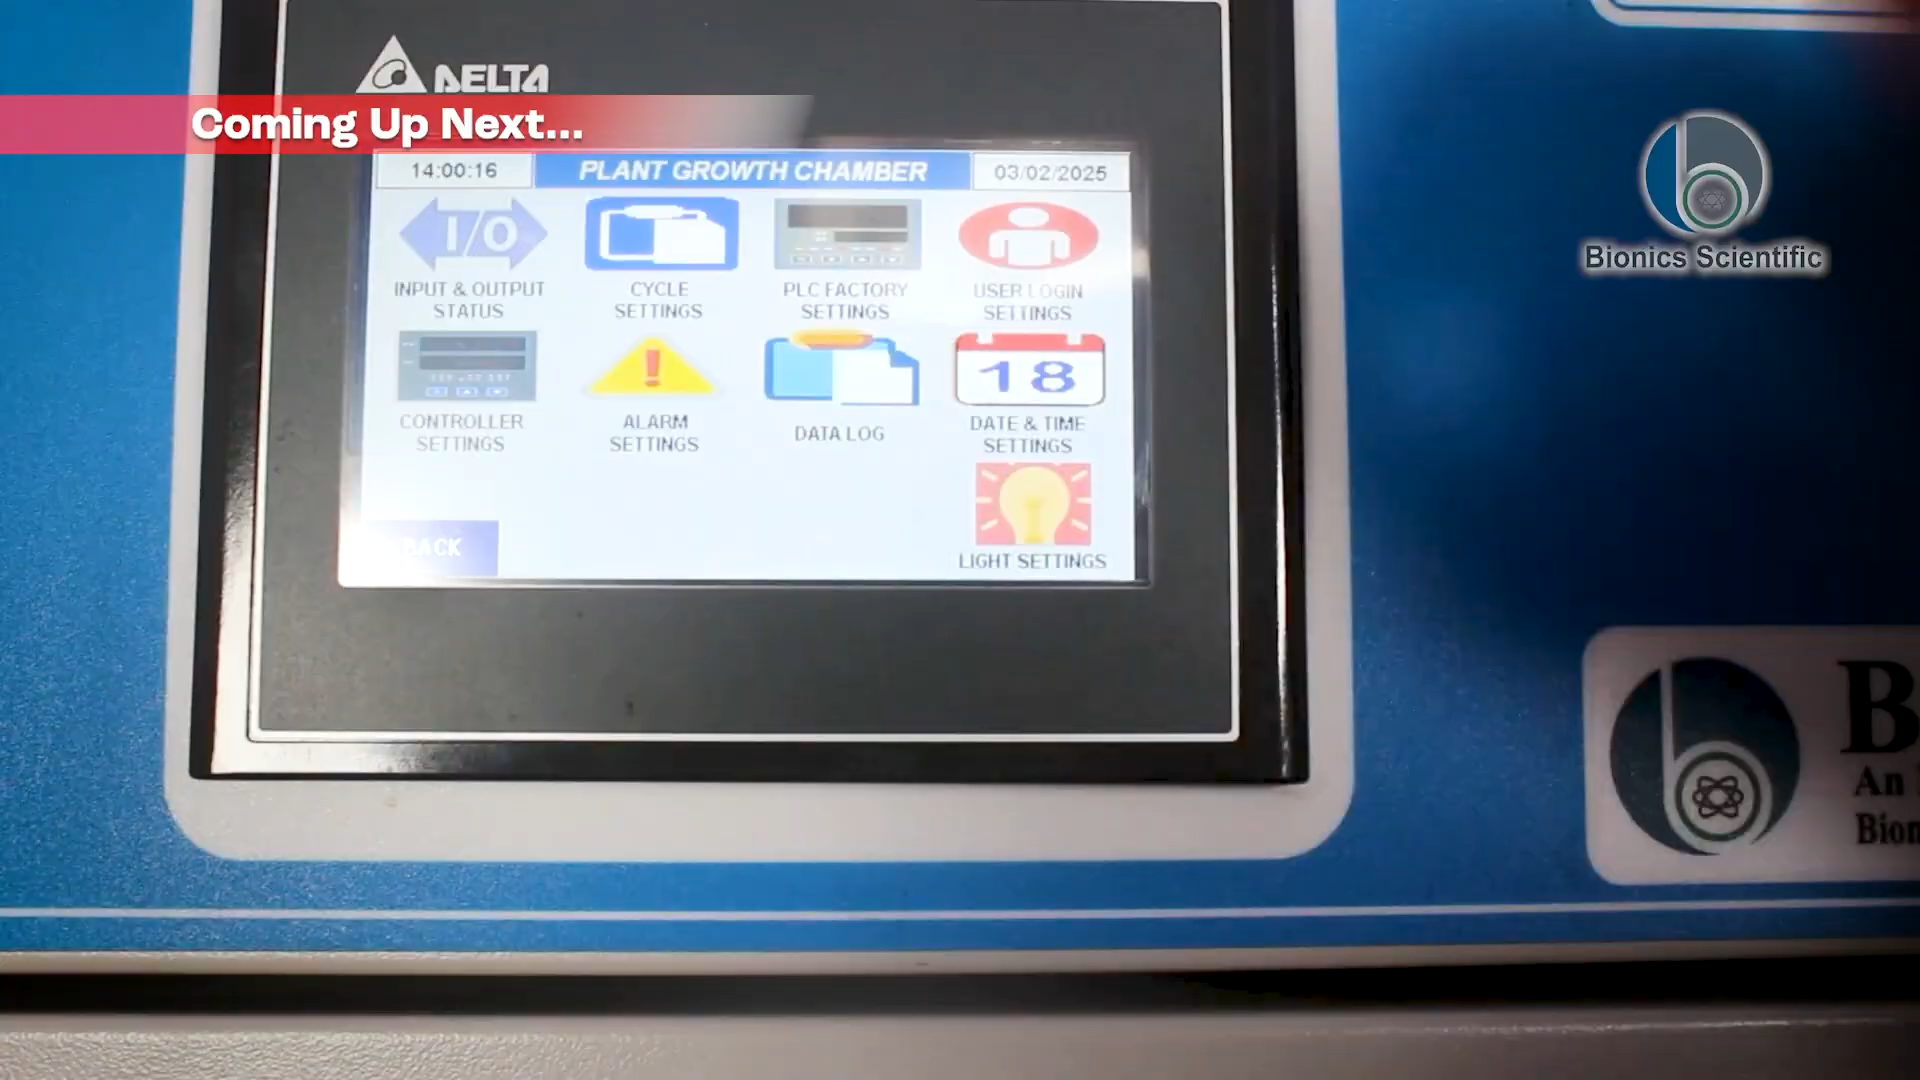 DELTA
Coming Up Next...
14:00:16
PLANT GROWTH CHAMBER
03/02/2025
I/O
INPUT & OUTPUT
STATUS
CYCLE
SETTINGS
PLC FACTORY
SETTINGS
USER LOGIN
SETTINGS
CONTROLLER
SETTINGS
ALARM
SETTINGS
DATA LOG
18
DATE & TIME
SETTINGS
BACK
LIGHT SETTINGS
Bionics Scientific
B
An
Bion